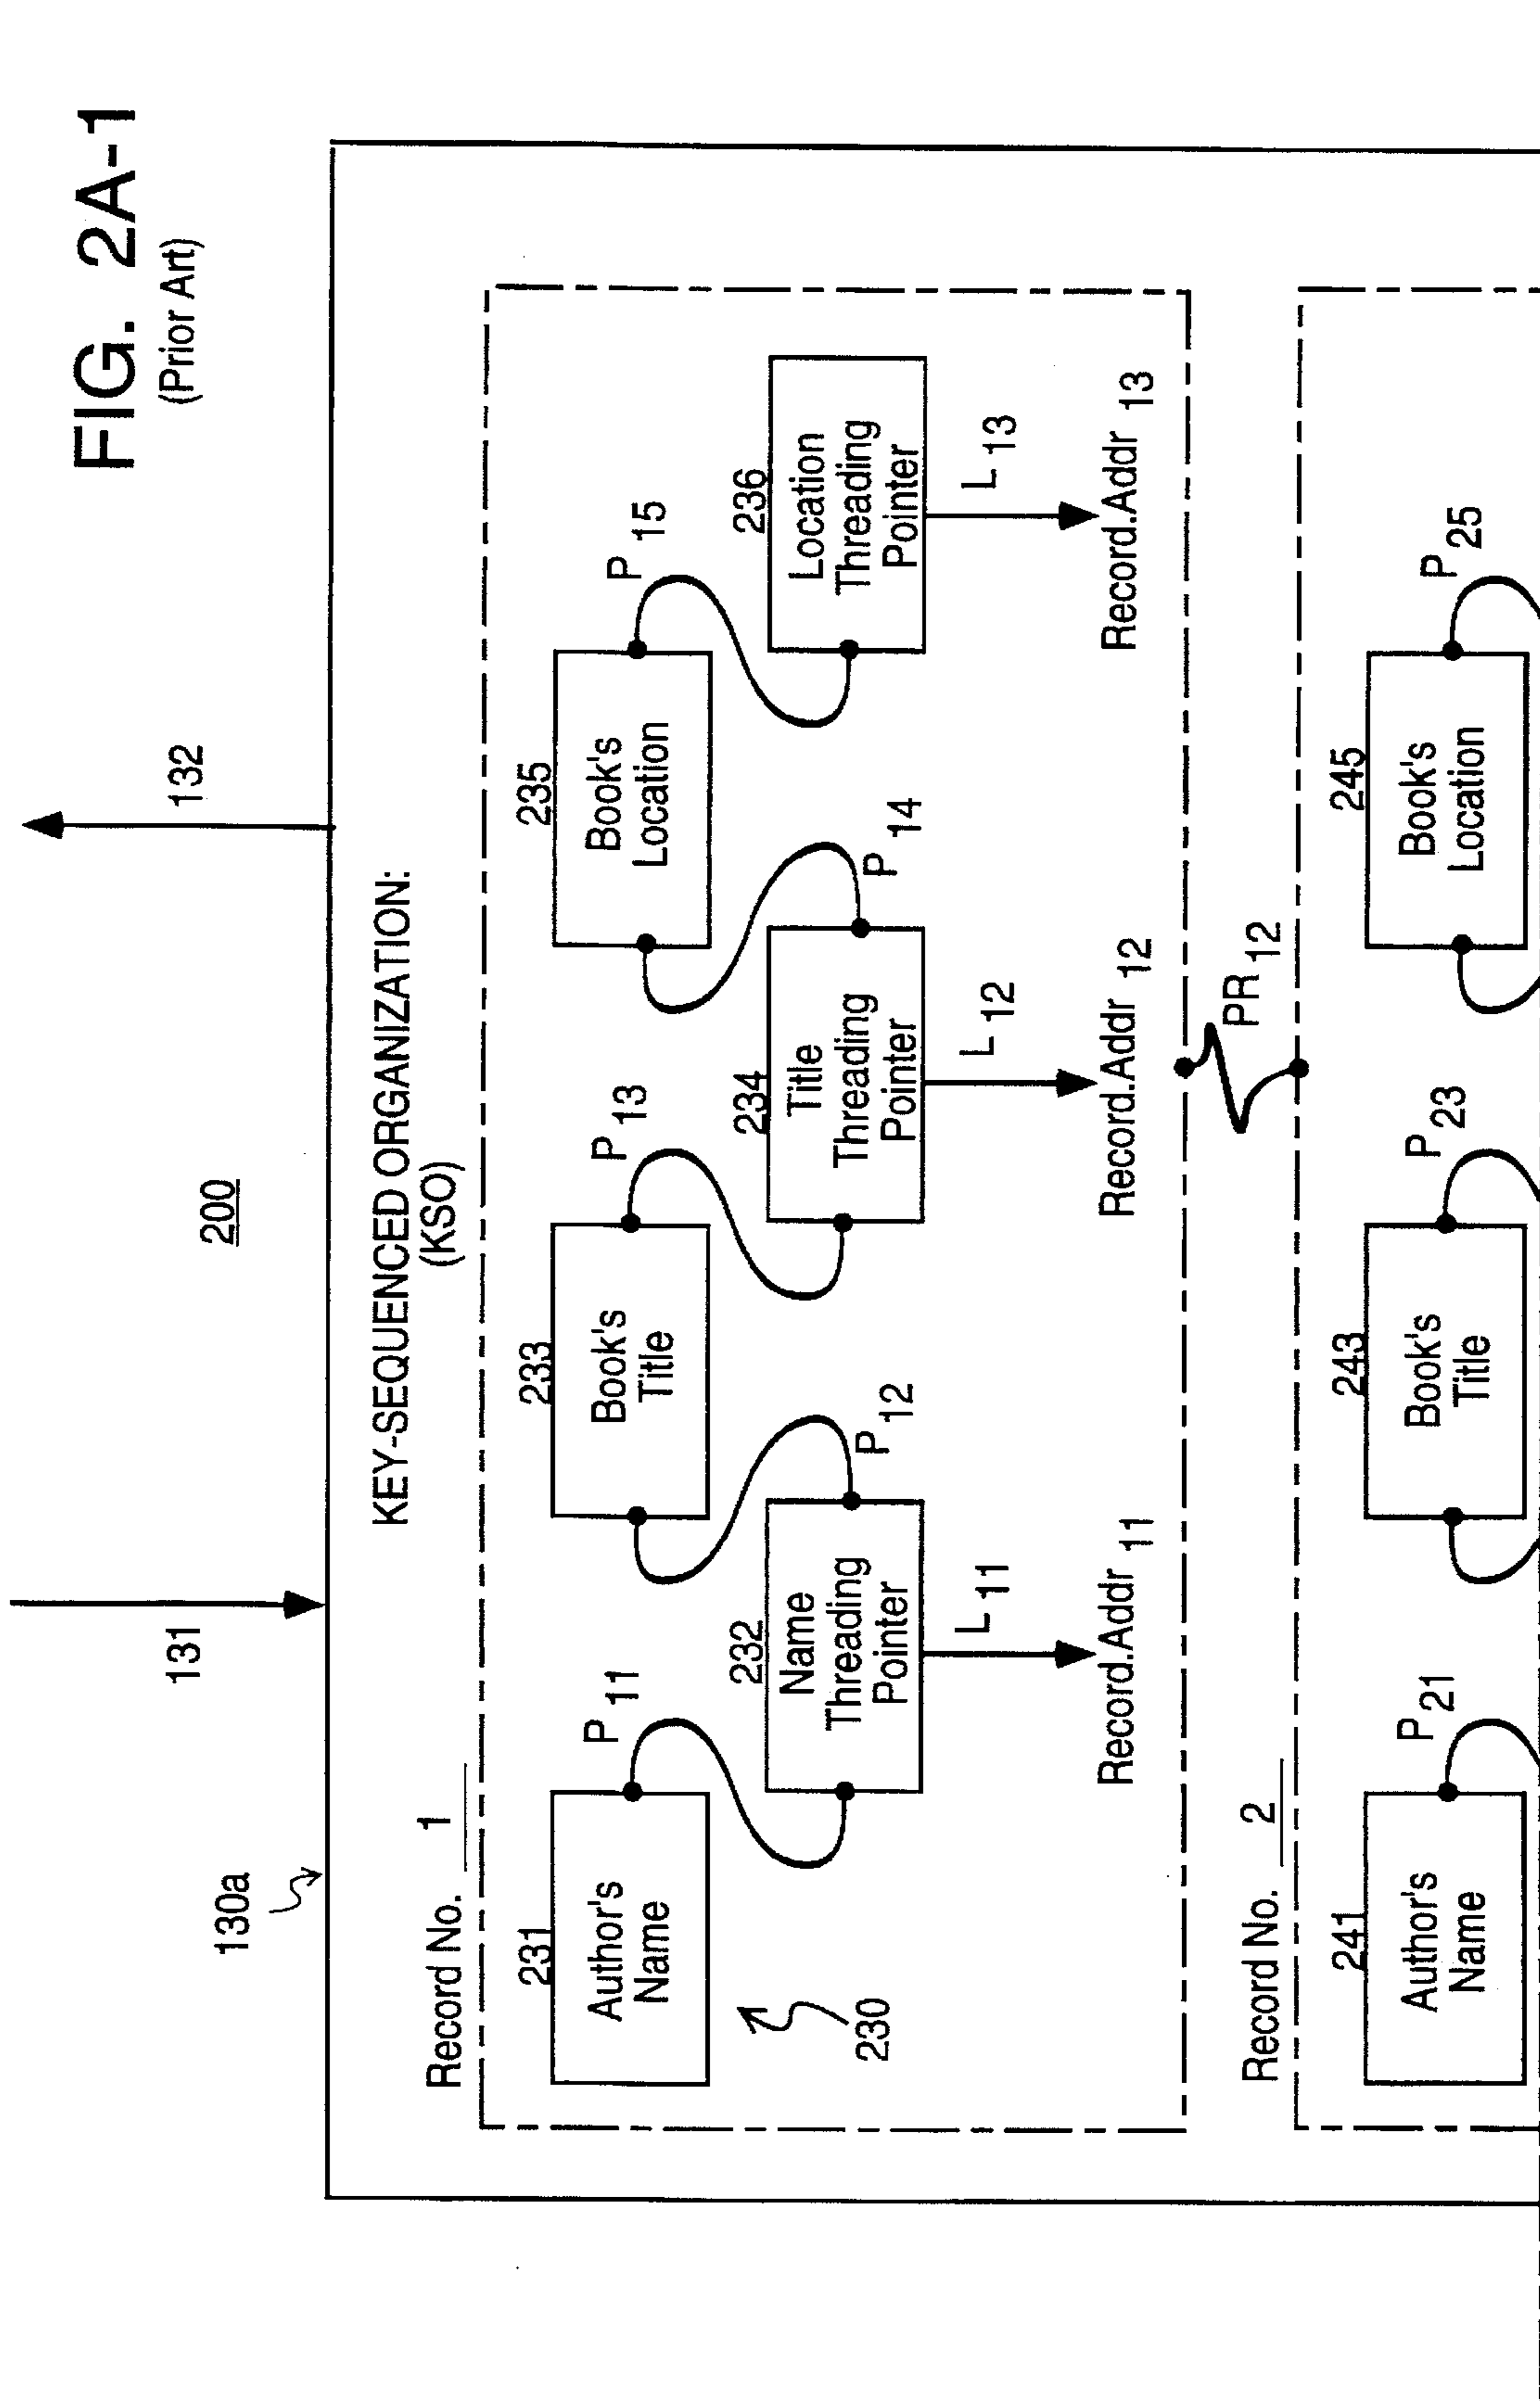 FIG. 2A-1
(Prior Art)
200
131
132
130a
KEY-SEQUENCED ORGANIZATION:
(KSO)
Record No. 1
231
Author's
Name
P 11
233
Book's
Title
P 13
235
Book's
Location
P 15
230
232
Name
Threading
Pointer
P 12
234
Title
Threading
Pointer
P 14
236
Location
Threading
Pointer
L 11
L 12
L 13
Record.Addr 11
Record.Addr 12
Record.Addr 13
PR 12
Record No. 2
241
Author's
Name
P 21
243
Book's
Title
P 23
245
Book's
Location
P 25